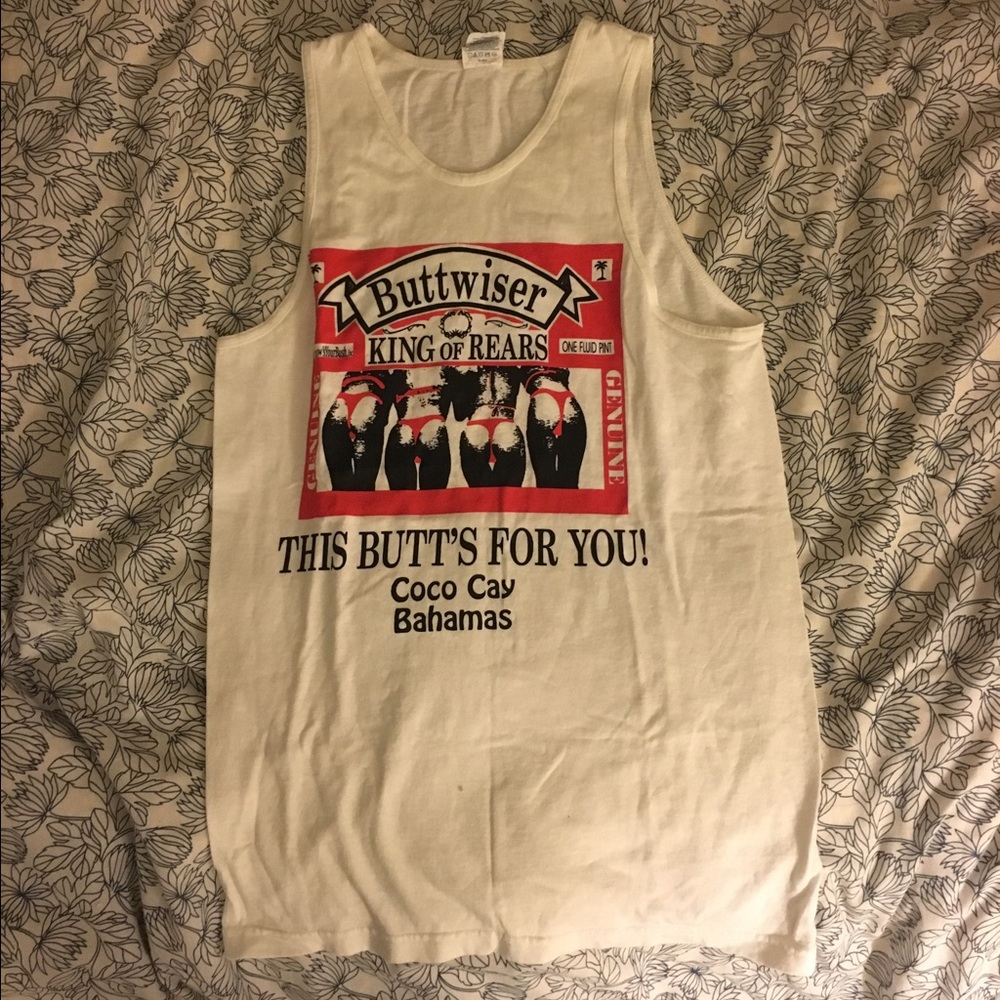 Buttwiser
KING OF REARS
ONE FLUID PINT
GENUINE
GENUINE
THIS BUTT'S FOR YOU!
Coco Cay
Bahamas